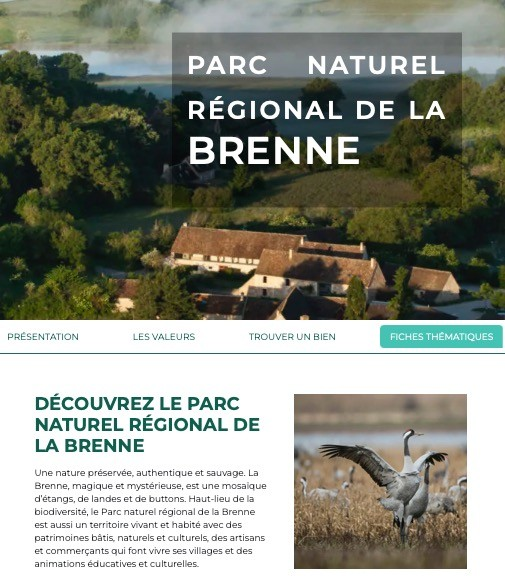 PARC NATUREL
RÉGIONAL DE LA
BRENNE
PRÉSENTATION
LES VALEURS
TROUVER UN BIEN
FICHES THÉMATIQUES
DÉCOUVREZ LE PARC
NATUREL RÉGIONAL DE
LA BRENNE
Une nature préservée, authentique et sauvage. La
Brenne, magique et mystérieuse, est une mosaïque
d'étangs, de landes et de buttons. Haut-lieu de la
biodiversité, le Parc naturel régional de la Brenne
est aussi un territoire vivant et habité avec des
patrimoines bâtis, naturels et culturels, des artisans
et commerçants qui font vivre ses villages et des
animations éducatives et culturelles.